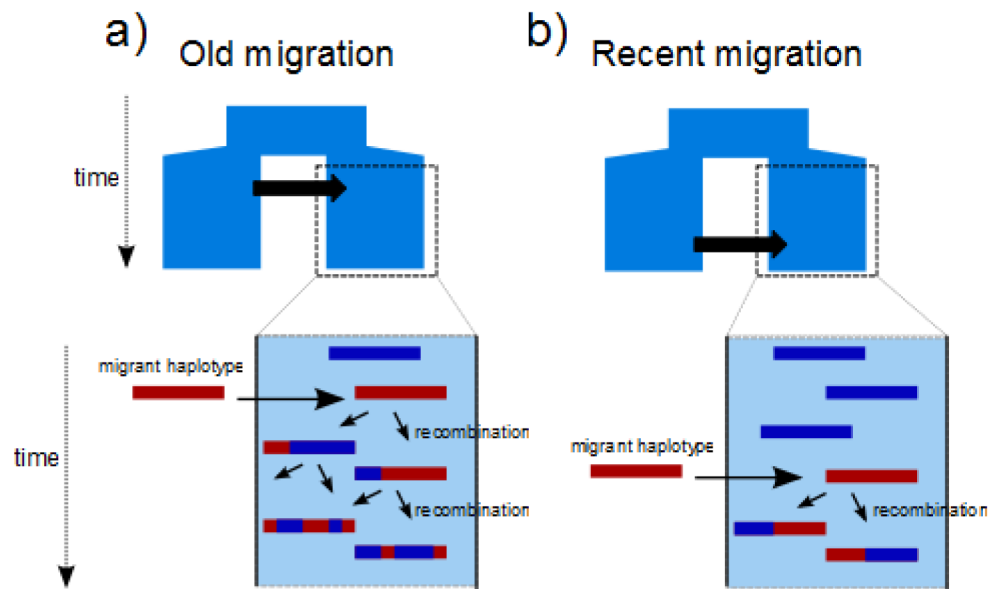 a)
Old migration
b)
Recent migration
time
migrant haplotype
recombination
time
recombination
migrant haplotype
recombination